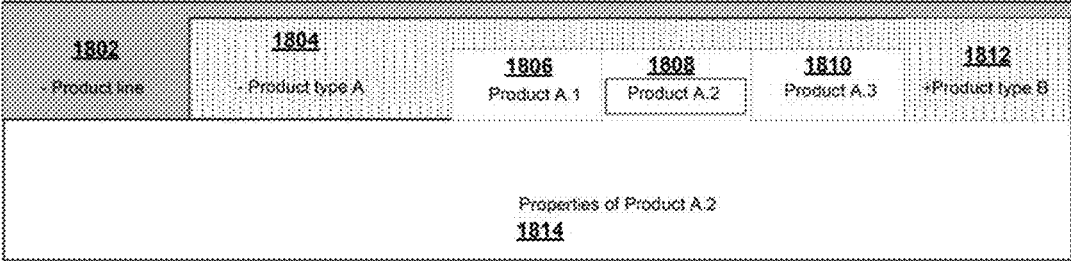 1802
- Product line
1804
- Product type A
1806
Product A.1
1808
Product A.2
1810
Product A.3
1812
+Product type B
Properties of Product A.2
1814